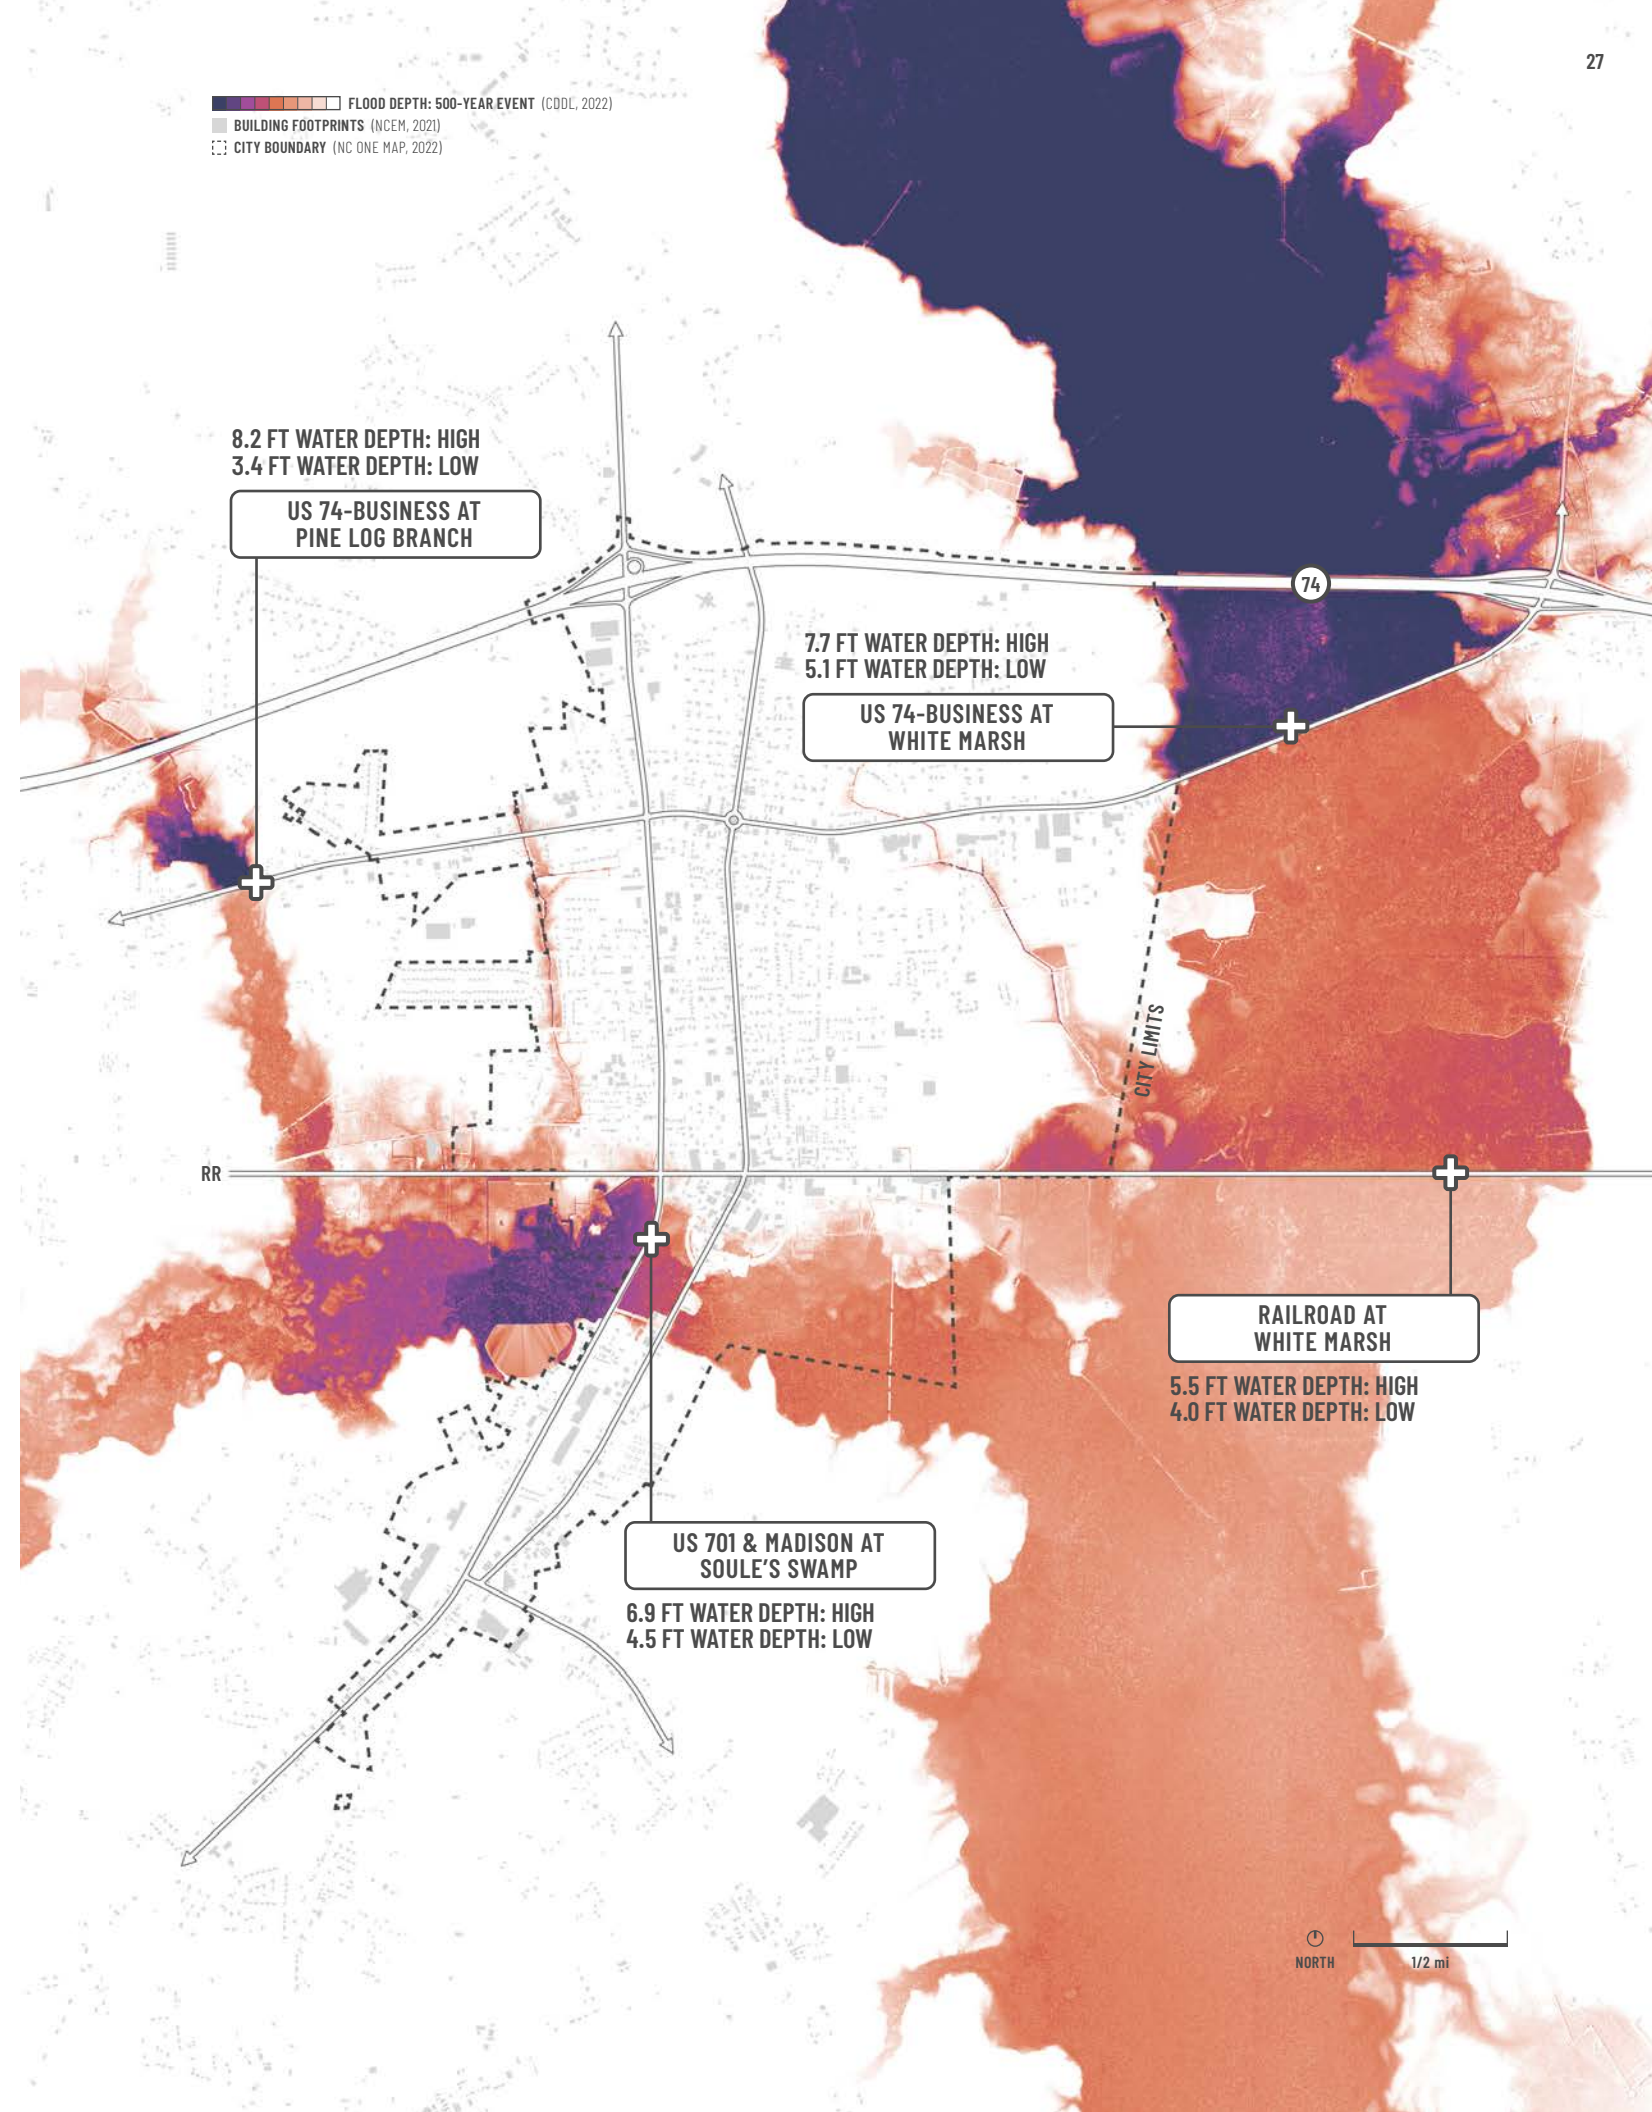 27
FLOOD DEPTH: 500-YEAR EVENT (CDDL, 2022)
BUILDING FOOTPRINTS (NCEM, 2021)
CITY BOUNDARY (NC ONE MAP, 2022)
8.2 FT WATER DEPTH: HIGH
3.4 FT WATER DEPTH: LOW
US 74-BUSINESS AT
PINE LOG BRANCH
74
7.7 FT WATER DEPTH: HIGH
5.1 FT WATER DEPTH: LOW
US 74-BUSINESS AT
WHITE MARSH
CITY LIMITS
RR
RAILROAD AT
WHITE MARSH
5.5 FT WATER DEPTH: HIGH
4.0 FT WATER DEPTH: LOW
US 701 & MADISON AT
SOULE'S SWAMP
6.9 FT WATER DEPTH: HIGH
4.5 FT WATER DEPTH: LOW
NORTH
1/2 mi